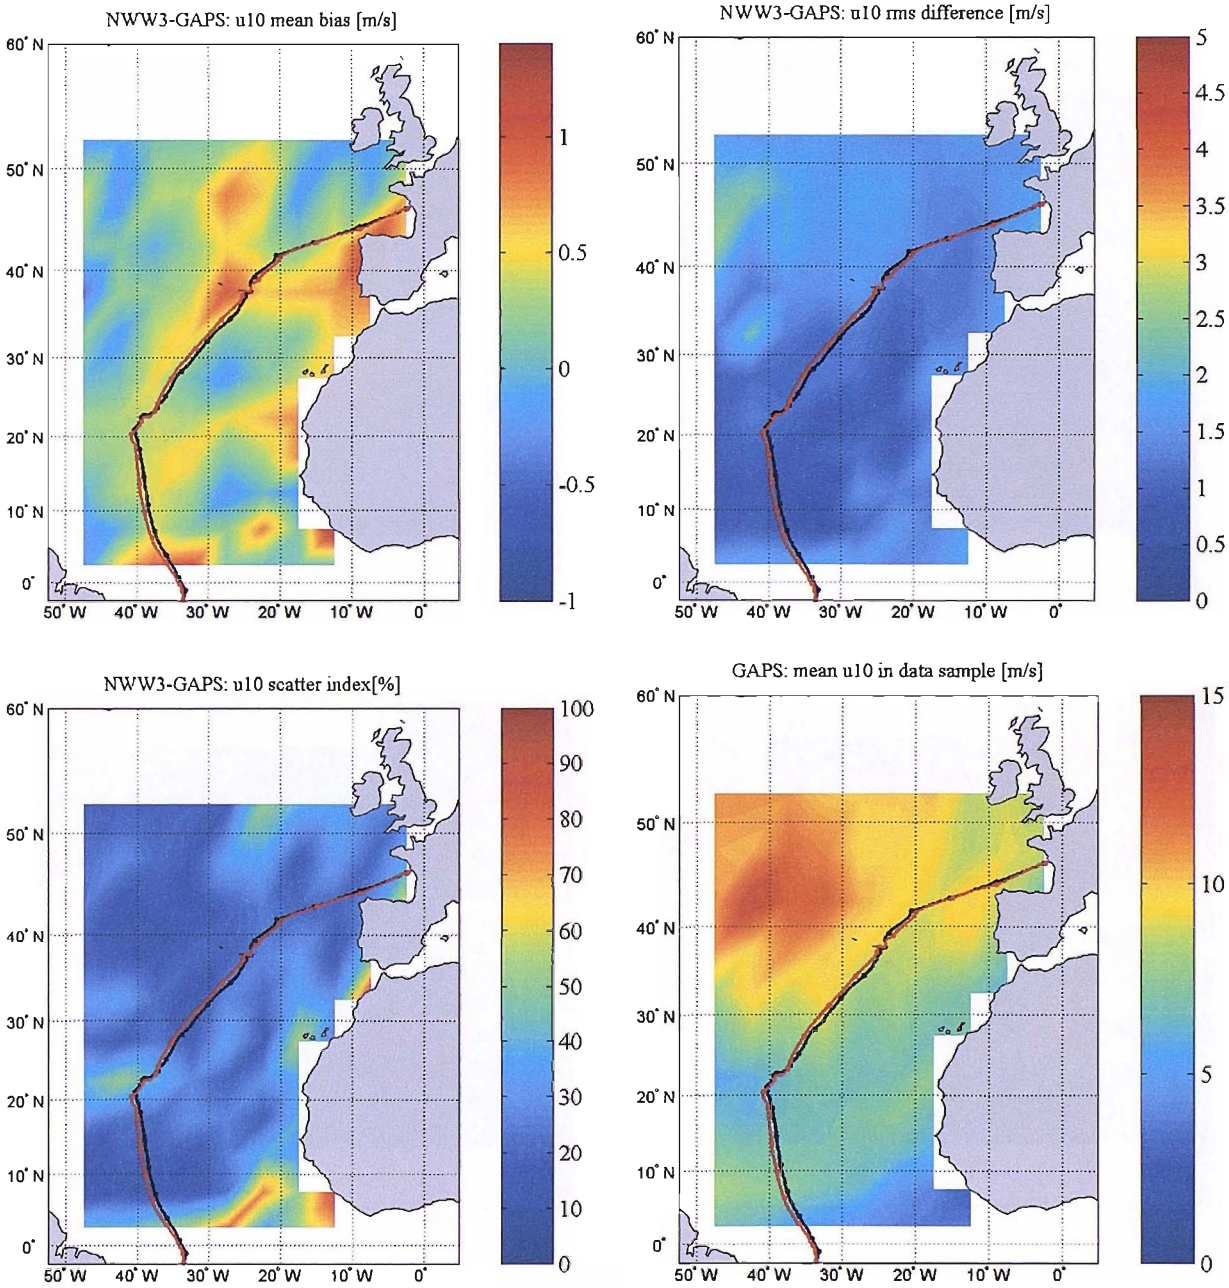 NWW3-GAPS: u10 mean bias [m/s]
60° N
50° N
40° N
30° N
20° N
10° N
0°
50° W 40° W 30° W 20° W 10° W 0°
1
0.5
0
-0.5
-1
NWW3-GAPS: u10 rms difference [m/s]
60° N
50° N
40° N
30° N
20° N
10° N
0°
50° W 40° W 30° W 20° W 10° W 0°
5
4.5
4
3.5
3
2.5
2
1.5
1
0.5
0
NWW3-GAPS: u10 scatter index[%]
60° N
50° N
40° N
30° N
20° N
10° N
0°
50° W 40° W 30° W 20° W 10° W 0°
100
90
80
70
60
50
40
30
20
10
0
GAPS: mean u10 in data sample [m/s]
60° N
50° N
40° N
30° N
20° N
10° N
0°
50° W 40° W 30° W 20° W 10° W 0°
15
10
5
0